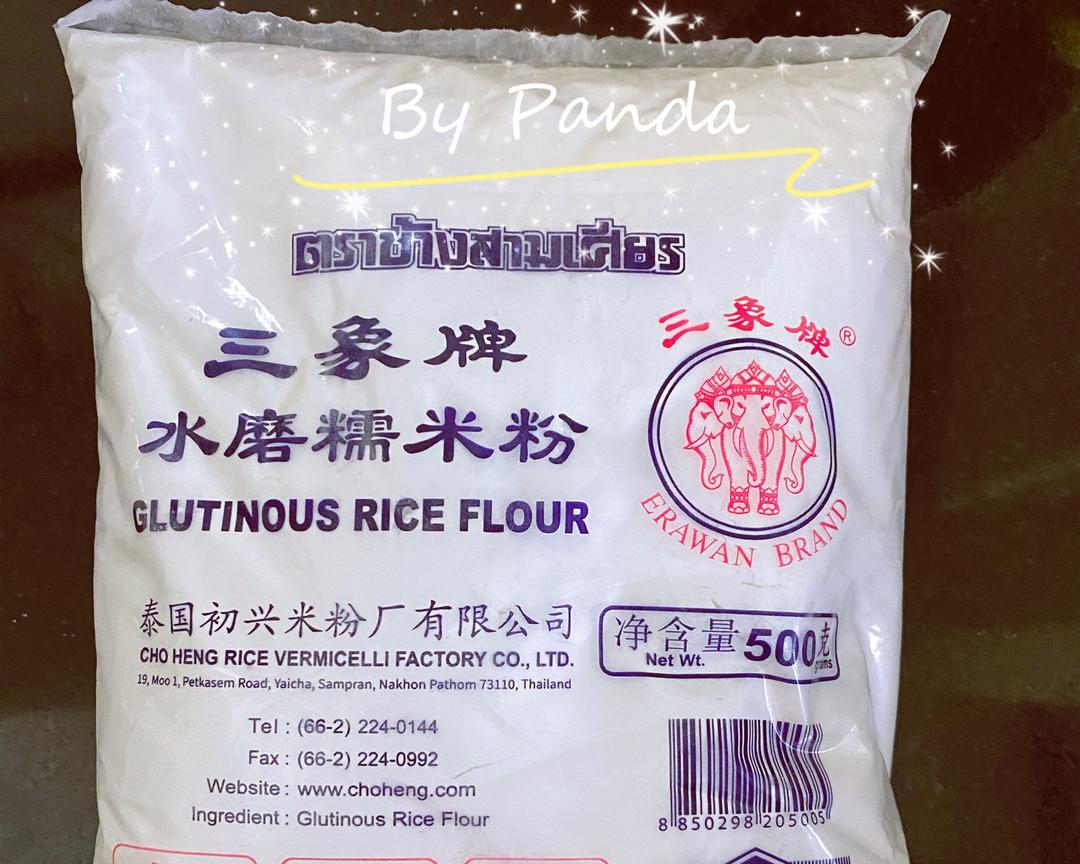 By Panda
ตราช้างสามเศียร
三象牌
三象牌®
水磨糯米粉
GLUTINOUS RICE FLOUR
ERAWAN BRAND
泰国初兴米粉厂有限公司
CHO HENG RICE VERMICELLI FACTORY CO., LTD.
19, Moo 1, Petkasem Road, Yaicha, Sampran, Nakhon Pathom 73110, Thailand
净含量 500克
Net Wt. grams
Tel : (66-2) 224-0144
Fax : (66-2) 224-0992
Website : www.choheng.com
Ingredient : Glutinous Rice Flour
8 850298 205005